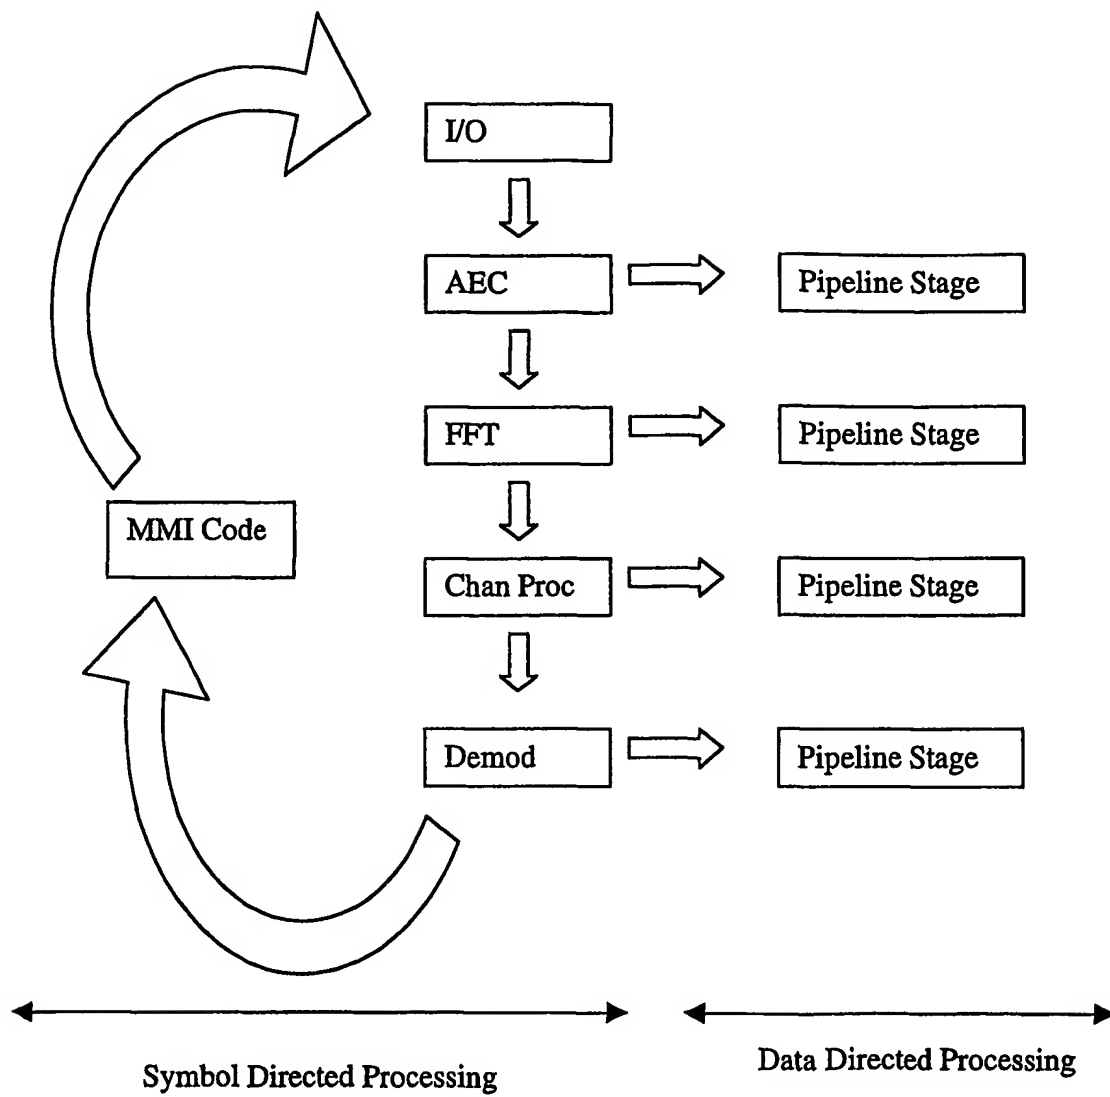 I/O
AEC
Pipeline Stage
FFT
Pipeline Stage
MMI Code
Chan Proc
Pipeline Stage
Demod
Pipeline Stage
Symbol Directed Processing
Data Directed Processing